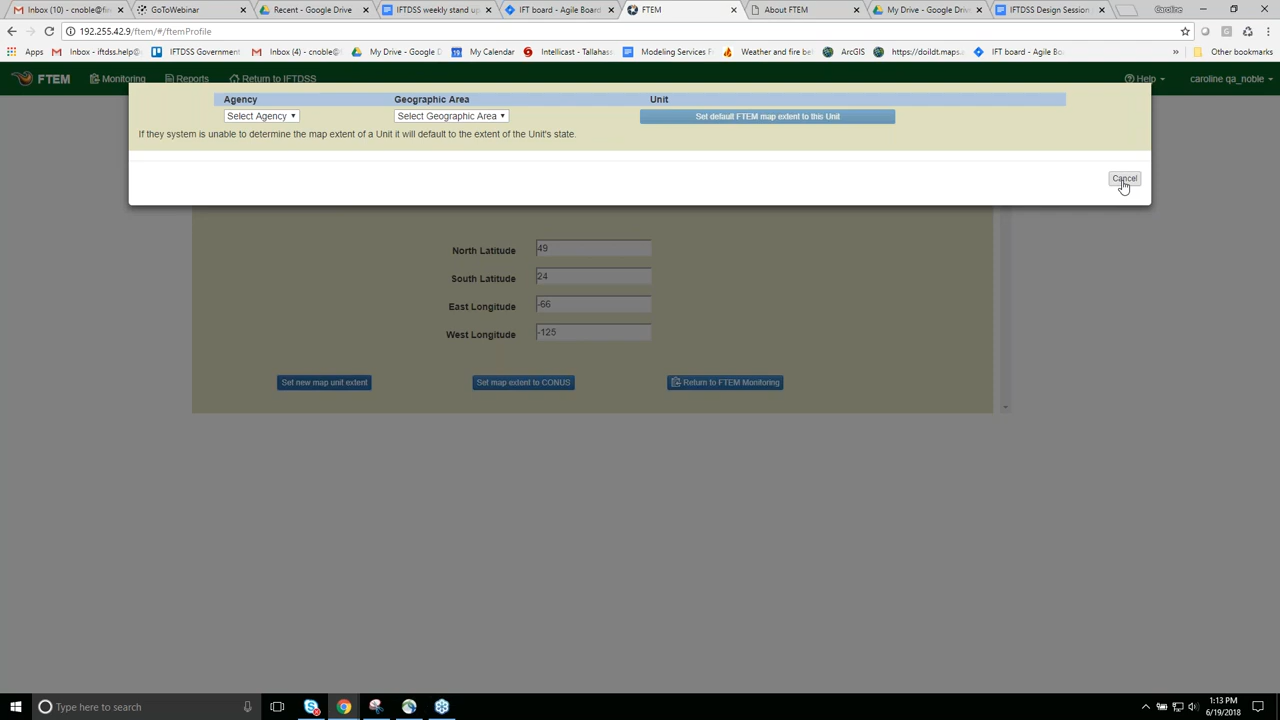 Inbox (10) - cnoble@fire
GoToWebinar
Recent - Google Drive
IFTDSS weekly stand up
IFT board - Agile Board
FTEM
About FTEM
My Drive - Google Drive
IFTDSS Design Session
Caroline
192.255.42.9/ftem/#/ftemProfile
Apps
Inbox - iftdss.help@
IFTDSS Government
Inbox (4) - cnoble@
My Drive - Google D
My Calendar
Intellicast - Tallahass
Modeling Services F
Weather and fire be
ArcGIS
https://doildt.maps.a
IFT board - Agile Bo
»
Other bookmarks
FTEM
Monitoring
Reports
Return to IFTDSS
Help
caroline qa_noble
Agency Geographic Area Unit
Select Agency Select Geographic Area Set default FTEM map extent to this Unit
If they system is unable to determine the map extent of a Unit it will default to the extent of the Unit's state.
Cancel
North Latitude 49
South Latitude 24
East Longitude -66
West Longitude -125
Set new map unit extent Set map extent to CONUS Return to FTEM Monitoring
Type here to search
1:13 PM
6/19/2018